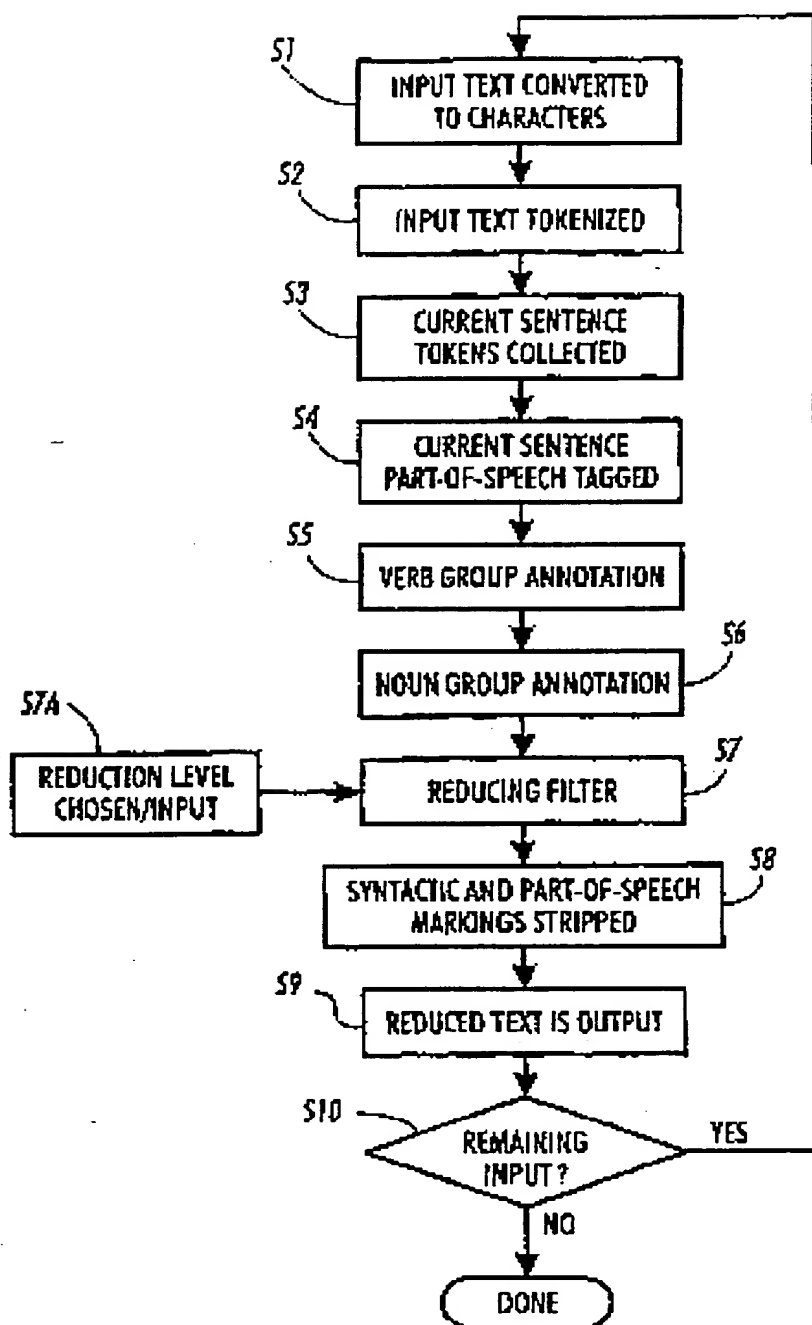 S1
INPUT TEXT CONVERTED
TO CHARACTERS
S2
INPUT TEXT TOKENIZED
S3
CURRENT SENTENCE
TOKENS COLLECTED
S4
CURRENT SENTENCE
PART-OF-SPEECH TAGGED
S5
VERB GROUP ANNOTATION
S6
NOUN GROUP ANNOTATION
S7A
REDUCTION LEVEL
CHOSEN/INPUT
S7
REDUCING FILTER
S8
SYNTACTIC AND PART-OF-SPEECH
MARKINGS STRIPPED
S9
REDUCED TEXT IS OUTPUT
S10
REMAINING
INPUT?
YES
NO
DONE